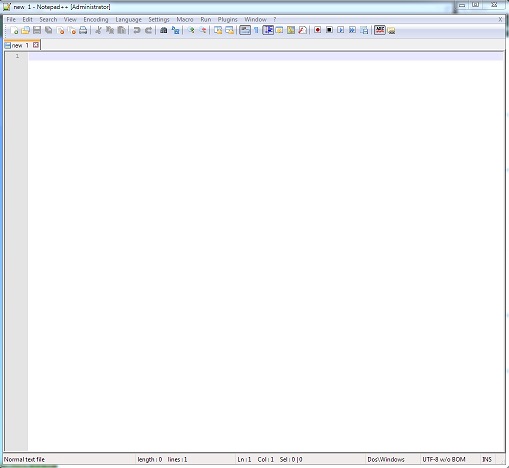 new 1 - Notepad++ [Administrator]
File Edit Search View Encoding Language Settings Macro Run Plugins Window ? X
new 1
1
Normal text file length : 0 lines : 1 Ln : 1 Col : 1 Sel : 0 | 0 Dos\Windows UTF-8 w/o BOM INS